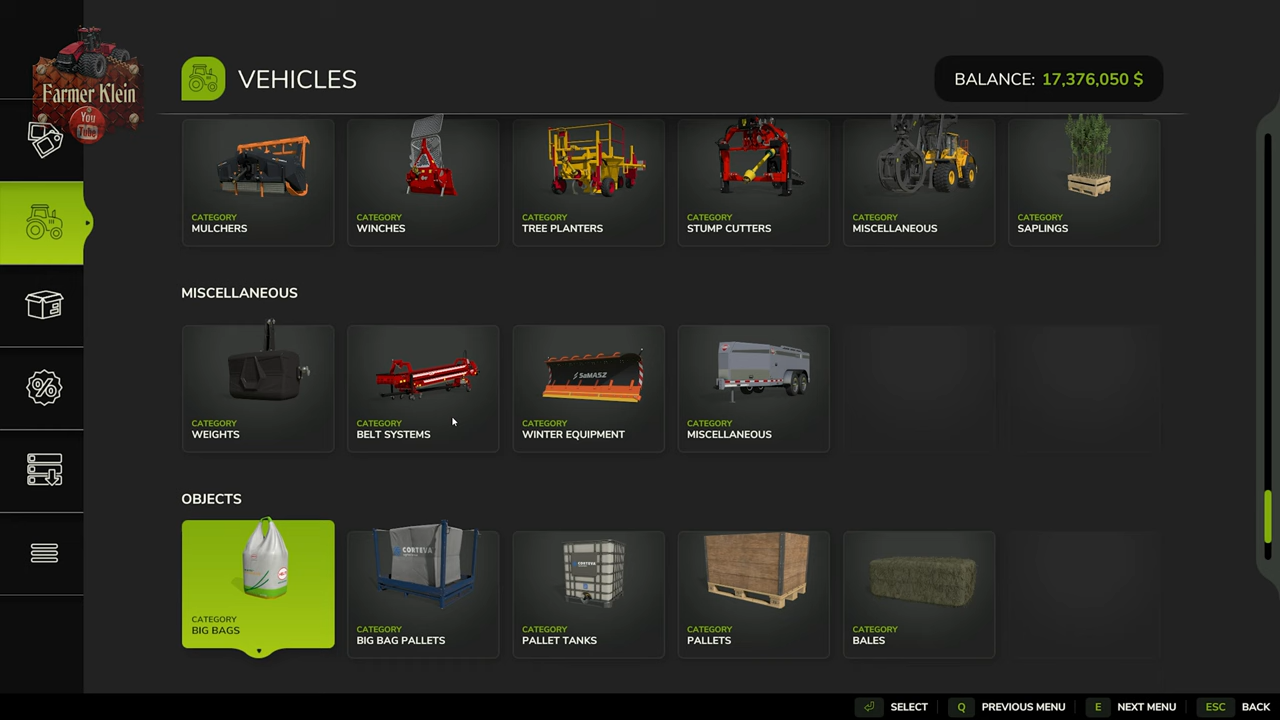 Farmer Klein
You
Tube
VEHICLES
BALANCE: 17,376,050 $
CATEGORY
MULCHERS
CATEGORY
WINCHES
CATEGORY
TREE PLANTERS
CATEGORY
STUMP CUTTERS
CATEGORY
MISCELLANEOUS
CATEGORY
SAPLINGS
MISCELLANEOUS
CATEGORY
WEIGHTS
CATEGORY
BELT SYSTEMS
SaMASZ
CATEGORY
WINTER EQUIPMENT
CATEGORY
MISCELLANEOUS
OBJECTS
CATEGORY
BIG BAGS
CORTEVA
CATEGORY
BIG BAG PALLETS
CORTEVA
CATEGORY
PALLET TANKS
CATEGORY
PALLETS
CATEGORY
BALES
SELECT
Q PREVIOUS MENU
E NEXT MENU
ESC BACK